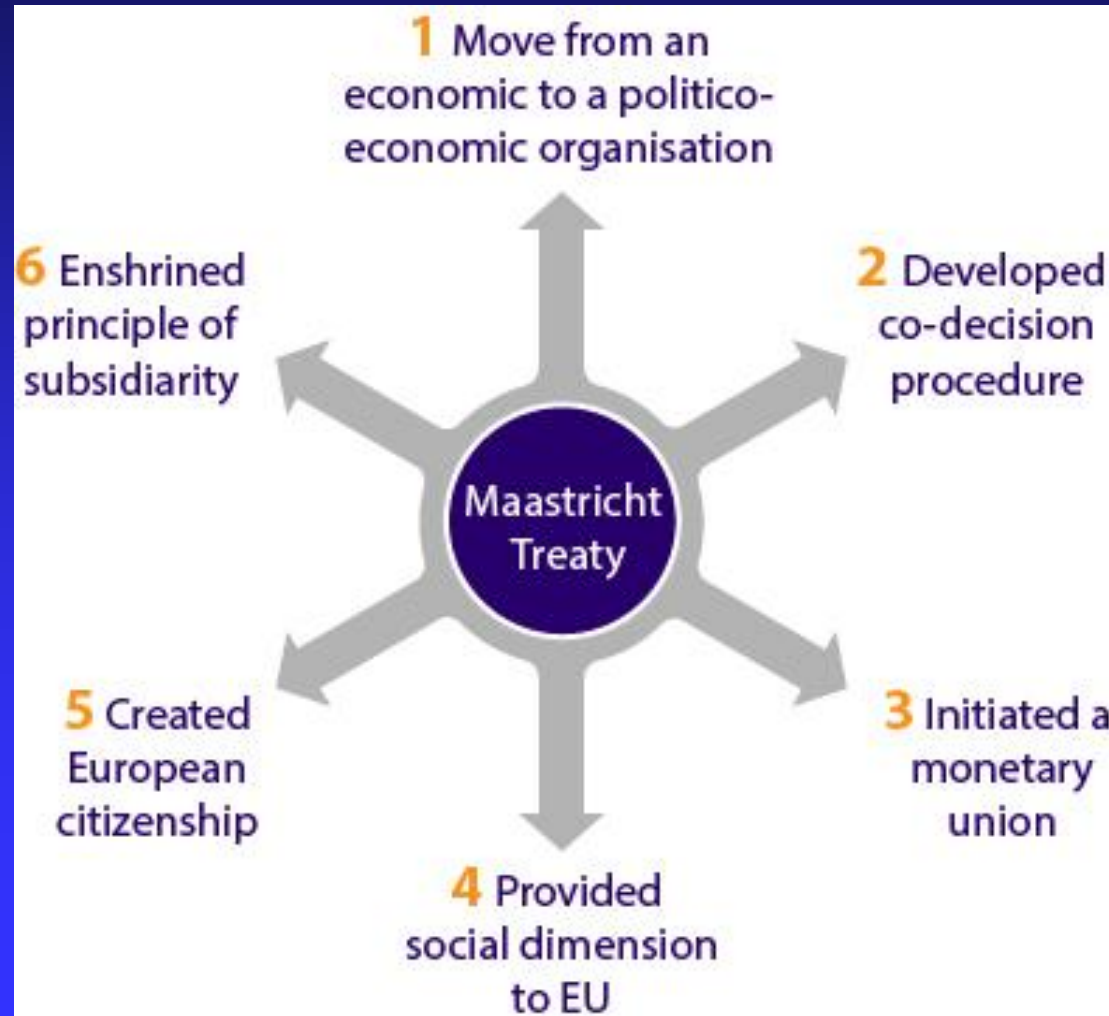 1 Move from an
economic to a politico-
economic organisation
2 Developed
co-decision
procedure
3 Initiated a
monetary
union
4 Provided
social dimension
to EU
5 Created
European
citizenship
6 Enshrined
principle of
subsidiarity
Maastricht
Treaty